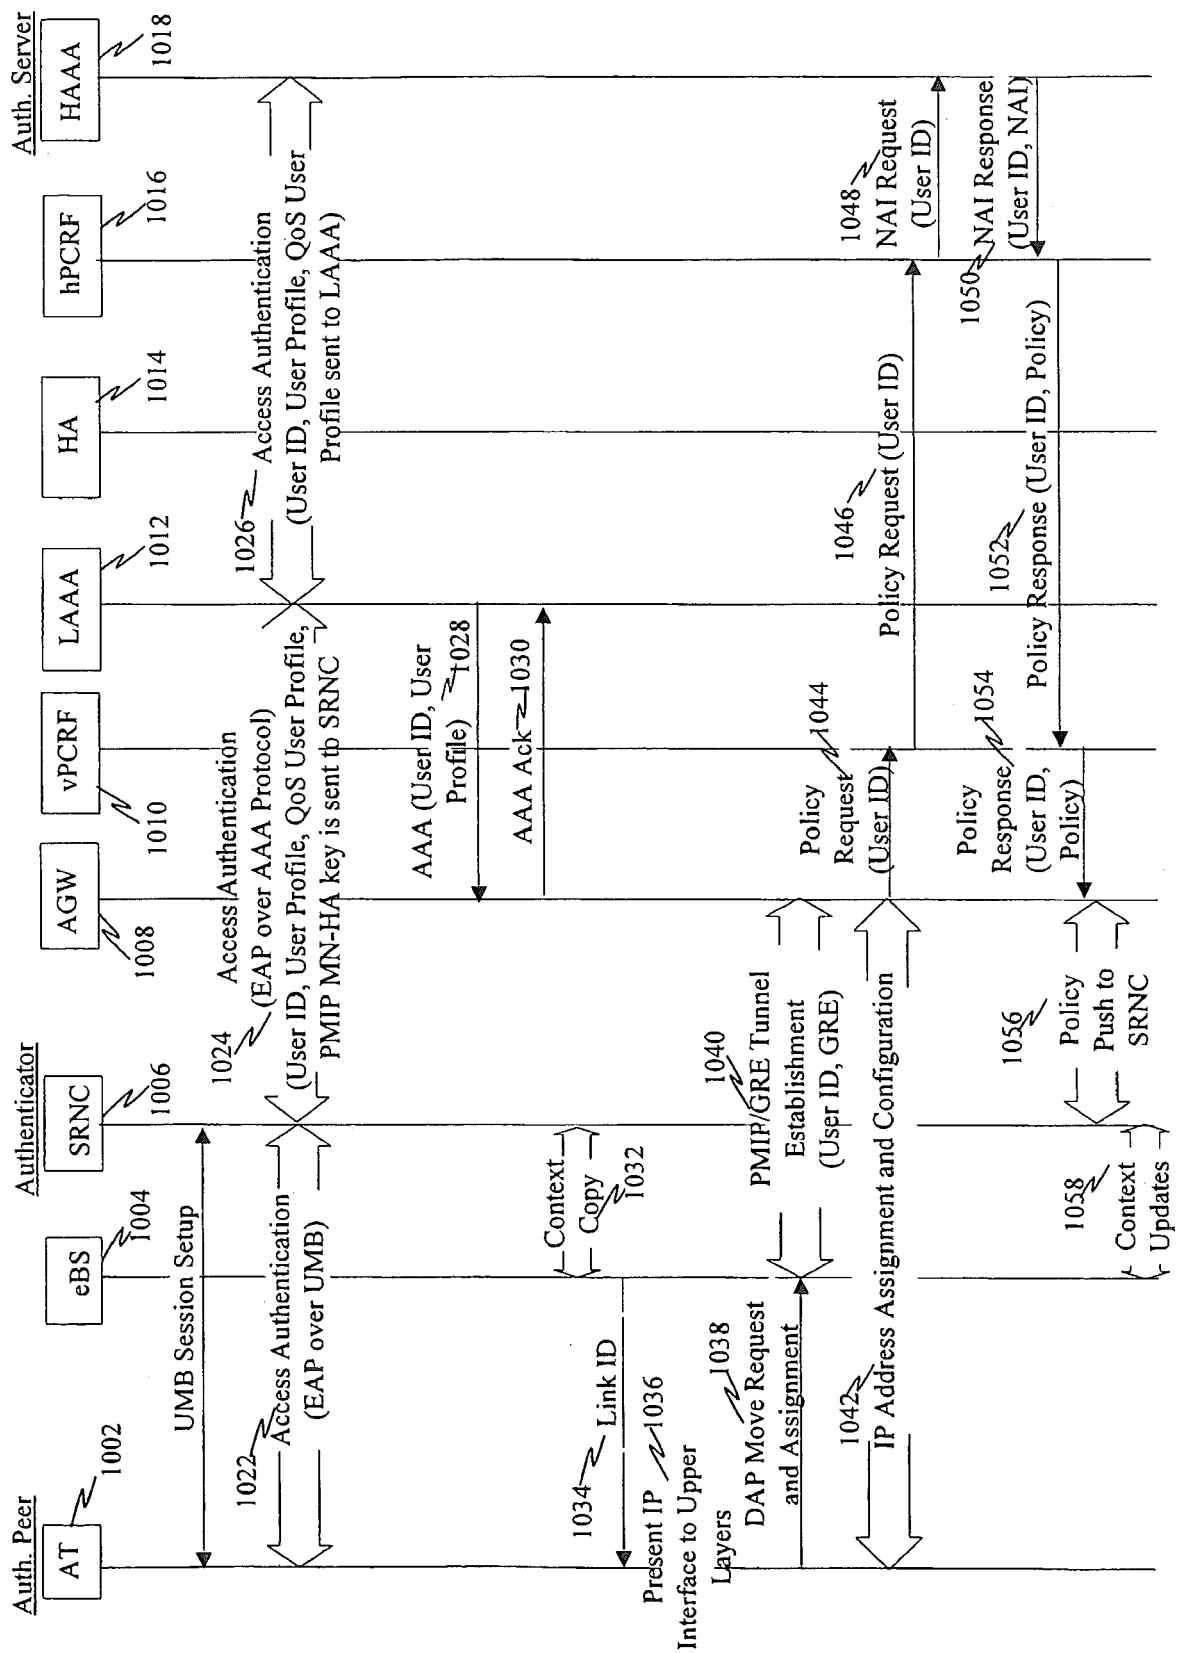 Auth. Peer
AT
1002
eBS
1004
Authenticator
SRNC
1006
AGW
1008
vPCRF
1010
LAAA
1012
HA
1014
hPCRF
1016
Auth. Server
HAAA
1018
UMB Session Setup
1022
Access Authentication
(EAP over UMB)
1024
Access Authentication
(EAP over AAA Protocol)
(User ID, User Profile, QoS User Profile,
PMIP MN-HA key is sent to SRNC
1026
Access Authentication
(User ID, User Profile, QoS User
Profile sent to LAAA)
AAA (User ID, User
Profile)
1028
AAA Ack
1030
Context
Copy
1032
1034
Link ID
Present IP
1036
Interface to Upper
Layers
DAP Move Request
1038
and Assignment
1040
PMIP/GRE Tunnel
Establishment
(User ID, GRE)
1042
IP Address Assignment and Configuration
Policy
1044
Request
(User ID)
1046
Policy Request (User ID)
1048
NAI Request
(User ID)
1050
NAI Response
(User ID, NAI)
1052
Policy Response (User ID, Policy)
Policy
1054
Response
(User ID,
Policy)
1056
Policy
Push to
SRNC
1058
Context
Updates